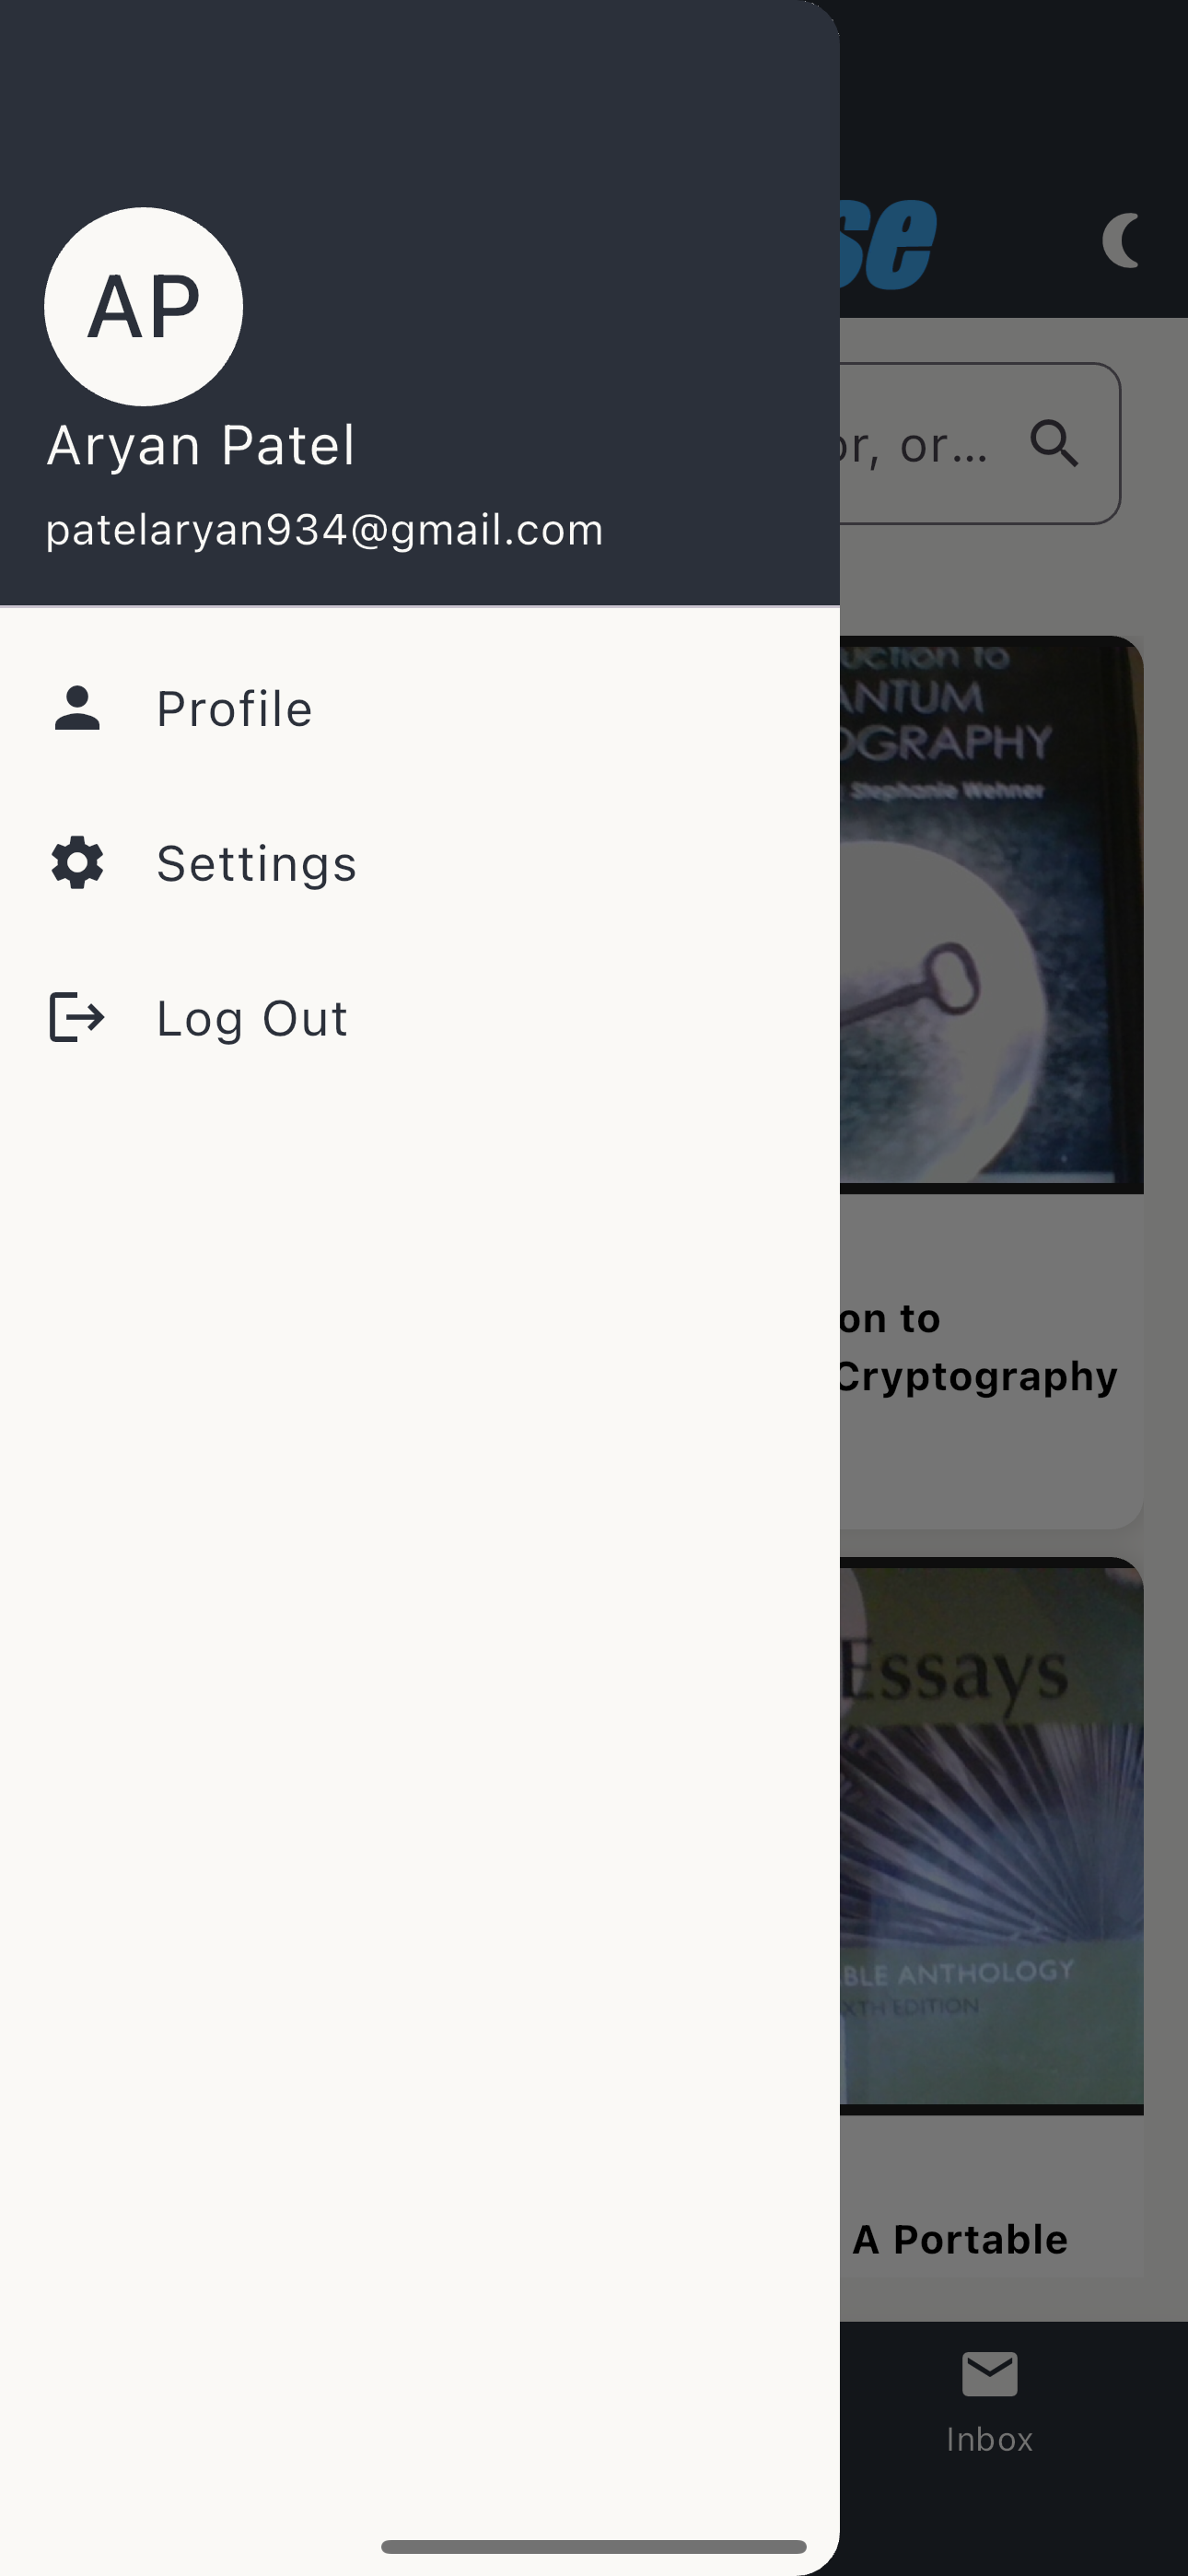 se
AP
Aryan Patel
patelaryan934@gmail.com
or, or...
Profile
Settings
Log Out
uction to
ANTUM
OGRAPHY
Stephanie Wehner
on to
Cryptography
Essays
BLE ANTHOLOGY
XTH EDITION
A Portable
Inbox